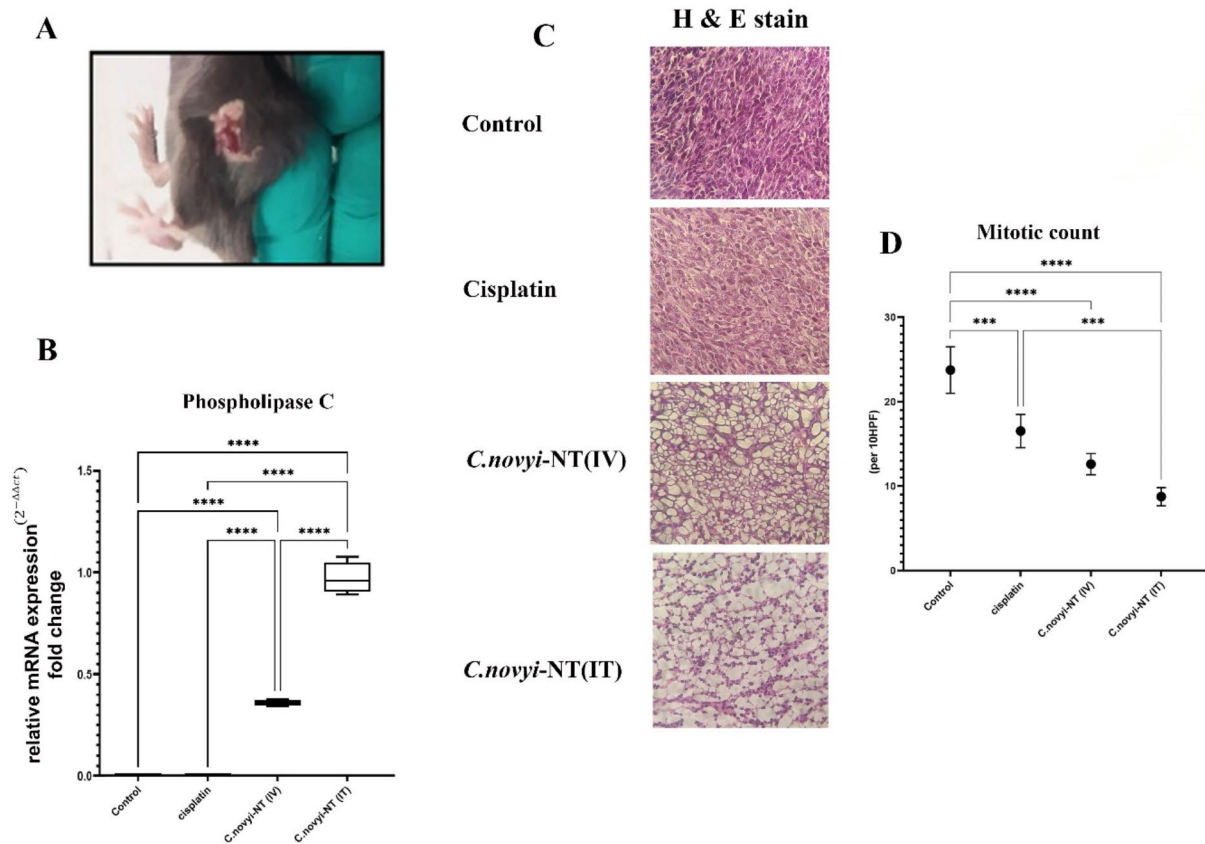 A
B
Phospholipase C
****
****
****
****
****
relative mRNA expression(2^−ΔΔct)
fold change
1.5
1.0
0.5
0.0
Control
cisplatin
C.novyi-NT (IV)
C.novyi-NT (IT)
C
H & E stain
Control
Cisplatin
C.novyi-NT(IV)
C.novyi-NT(IT)
D
Mitotic count
****
****
***
***
(per 10HPF)
30
20
10
0
Control
cisplatin
C.novyi-NT (IV)
C.novyi-NT (IT)